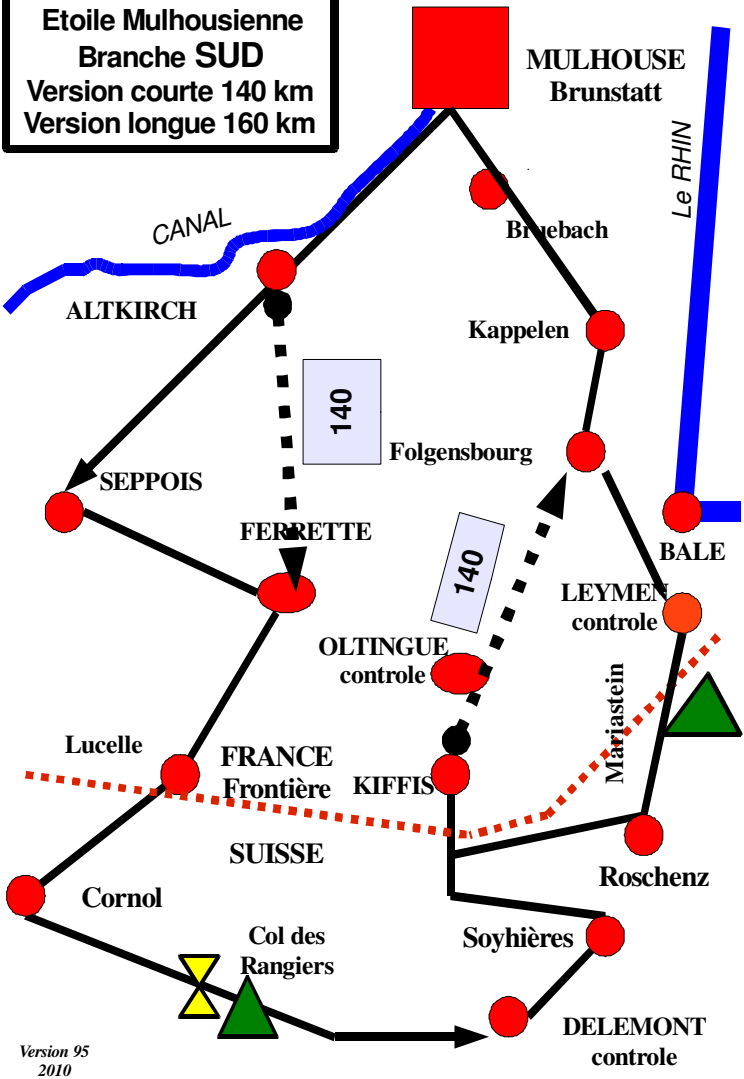 Etoile Mulhousienne
Branche SUD
Version courte 140 km
Version longue 160 km
MULHOUSE
Brunstatt
Le RHIN
CANAL
Bruebach
ALTKIRCH
Kappelen
140
Folgensbourg
SEPPOIS
FERRETTE
BALE
140
LEYMEN
controle
OLTINGUE
controle
Mariastein
Lucelle
FRANCE
Frontière
KIFFIS
SUISSE
Roschenz
Cornol
Col des
Rangiers
Soyhières
DELEMONT
controle
Version 95
2010